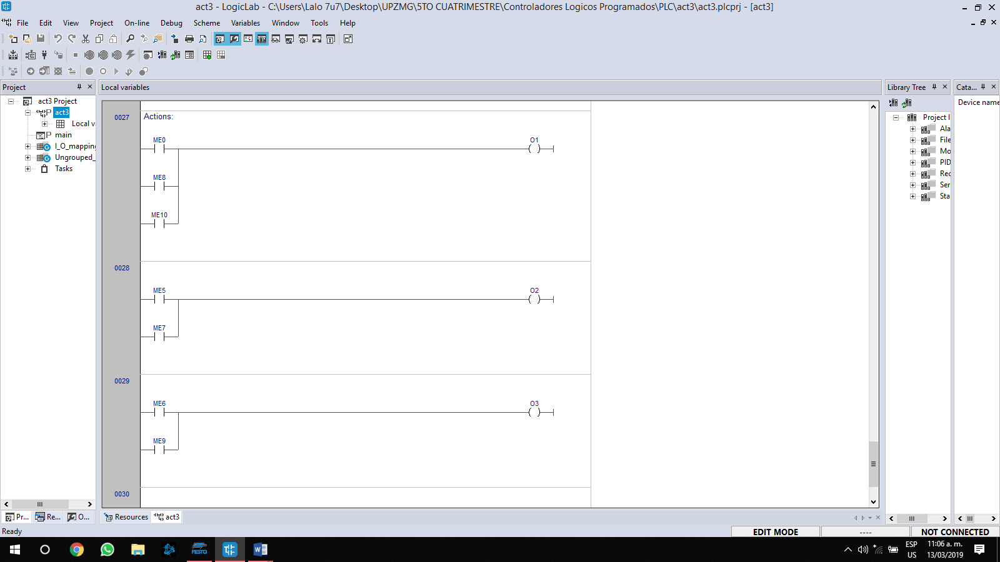 act3 - LogicLab - C:\Users\Lalo 7u7\Desktop\UPZMG\5TO CUATRIMESTRE\Controladores Logicos Programados\PLC\act3\act3.plcprj - [act3]
File Edit View Project On-line Debug Scheme Variables Window Tools Help
Project
act3 Project
act3
Local v
main
I_O_mapping
Ungrouped_
Tasks
Pr... Re... O...
Local variables
0027 Actions:
ME0 O1
ME8
ME10
0028
ME5 O2
ME7
0029
ME6 O3
ME9
0030
Resources act3
Library Tree
Project l
Ala
File
Mo
PID
Rec
Ser
Sta
Cata...
Device name
Ready EDIT MODE ---- NOT CONNECTED
FESTO
ESP
US
11:06 a. m.
13/03/2019